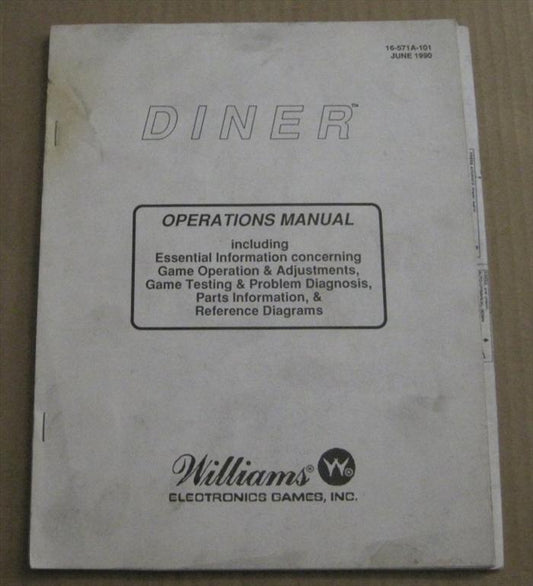 16-571A-101
JUNE 1990
DINER™
OPERATIONS MANUAL
including
Essential Information concerning
Game Operation & Adjustments,
Game Testing & Problem Diagnosis,
Parts Information, &
Reference Diagrams
Williams® W®
ELECTRONICS GAMES, INC.